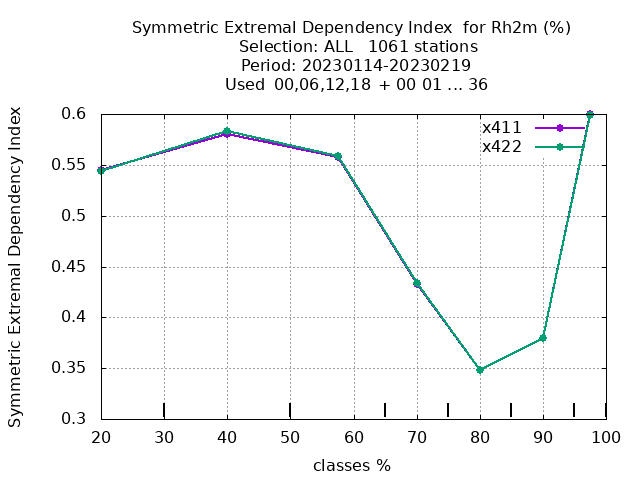 Symmetric Extremal Dependency Index  for Rh2m (%)
Selection: ALL   1061 stations
Period: 20230114-20230219
Used  00,06,12,18  + 00 01 ... 36
Symmetric Extremal Dependency Index
0.6
0.55
0.5
0.45
0.4
0.35
0.3
x411
x422
20 30 40 50 60 70 80 90 100
classes %